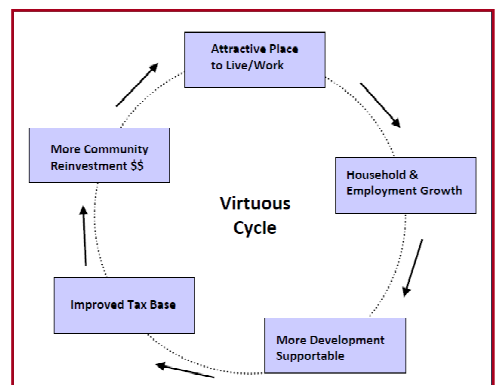 Attractive Place
to Live/Work
Household &
Employment Growth
More Development
Supportable
Improved Tax Base
More Community
Reinvestment $$
Virtuous
Cycle